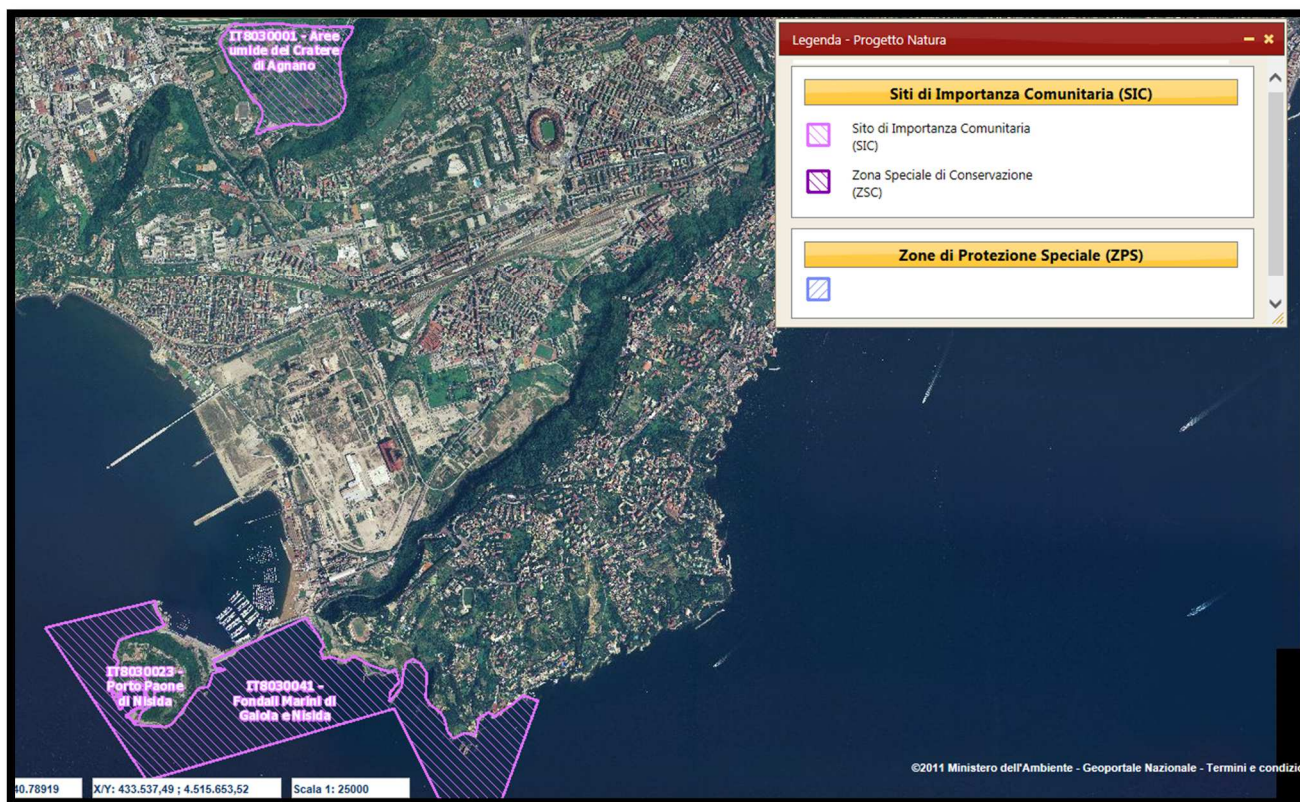 IT8030001 - Aree
umide del Cratere
di Agnano
Legenda - Progetto Natura
Siti di Importanza Comunitaria (SIC)
Sito di Importanza Comunitaria
(SIC)
Zona Speciale di Conservazione
(ZSC)
Zone di Protezione Speciale (ZPS)
IT8030023 -
Porto Paone
di Nisida
IT8030041 -
Fondali Marini di
Gaiola e Nisida
©2011 Ministero dell'Ambiente - Geoportale Nazionale - Termini e condizio
40.78919
X/Y: 433.537,49 ; 4.515.653,52
Scala 1: 25000